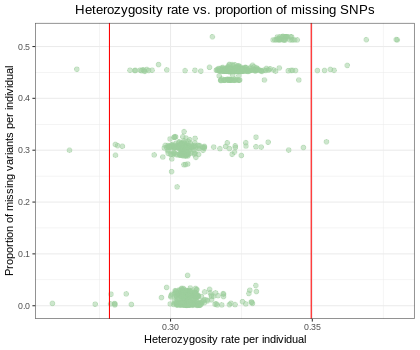 Heterozygosity rate vs. proportion of missing SNPs
Proportion of missing variants per individual
0.5
0.4
0.3
0.2
0.1
0.0
0.30
0.35
Heterozygosity rate per individual